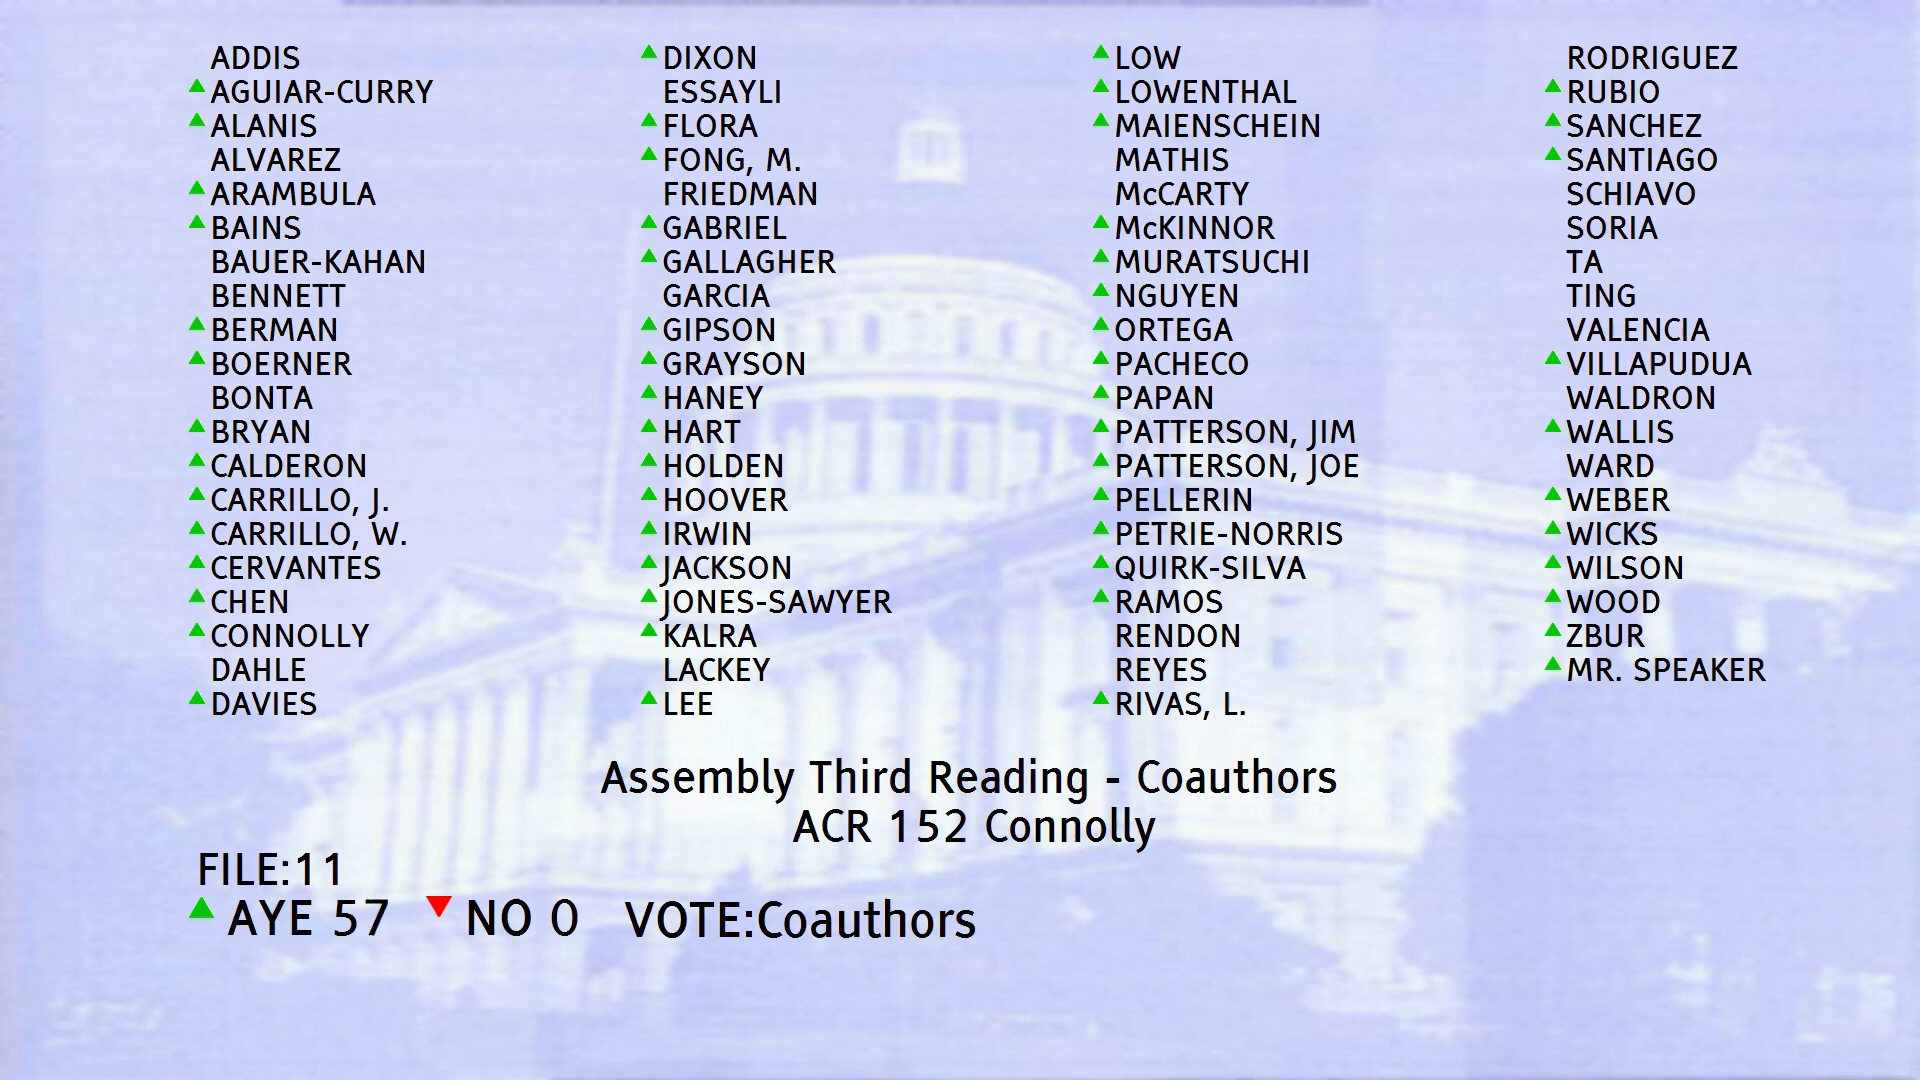 ADDIS
AGUIAR-CURRY
ALANIS
ALVAREZ
ARAMBULA
BAINS
BAUER-KAHAN
BENNETT
BERMAN
BOERNER
BONTA
BRYAN
CALDERON
CARRILLO, J.
CARRILLO, W.
CERVANTES
CHEN
CONNOLLY
DAHLE
DAVIES
DIXON
ESSAYLI
FLORA
FONG, M.
FRIEDMAN
GABRIEL
GALLAGHER
GARCIA
GIPSON
GRAYSON
HANEY
HART
HOLDEN
HOOVER
IRWIN
JACKSON
JONES-SAWYER
KALRA
LACKEY
LEE
LOW
LOWENTHAL
MAIENSCHEIN
MATHIS
McCARTY
McKINNOR
MURATSUCHI
NGUYEN
ORTEGA
PACHECO
PAPAN
PATTERSON, JIM
PATTERSON, JOE
PELLERIN
PETRIE-NORRIS
QUIRK-SILVA
RAMOS
RENDON
REYES
RIVAS, L.
RODRIGUEZ
RUBIO
SANCHEZ
SANTIAGO
SCHIAVO
SORIA
TA
TING
VALENCIA
VILLAPUDUA
WALDRON
WALLIS
WARD
WEBER
WICKS
WILSON
WOOD
ZBUR
MR. SPEAKER
Assembly Third Reading - Coauthors
ACR 152 Connolly
FILE:11
AYE 57 NO 0 VOTE:Coauthors